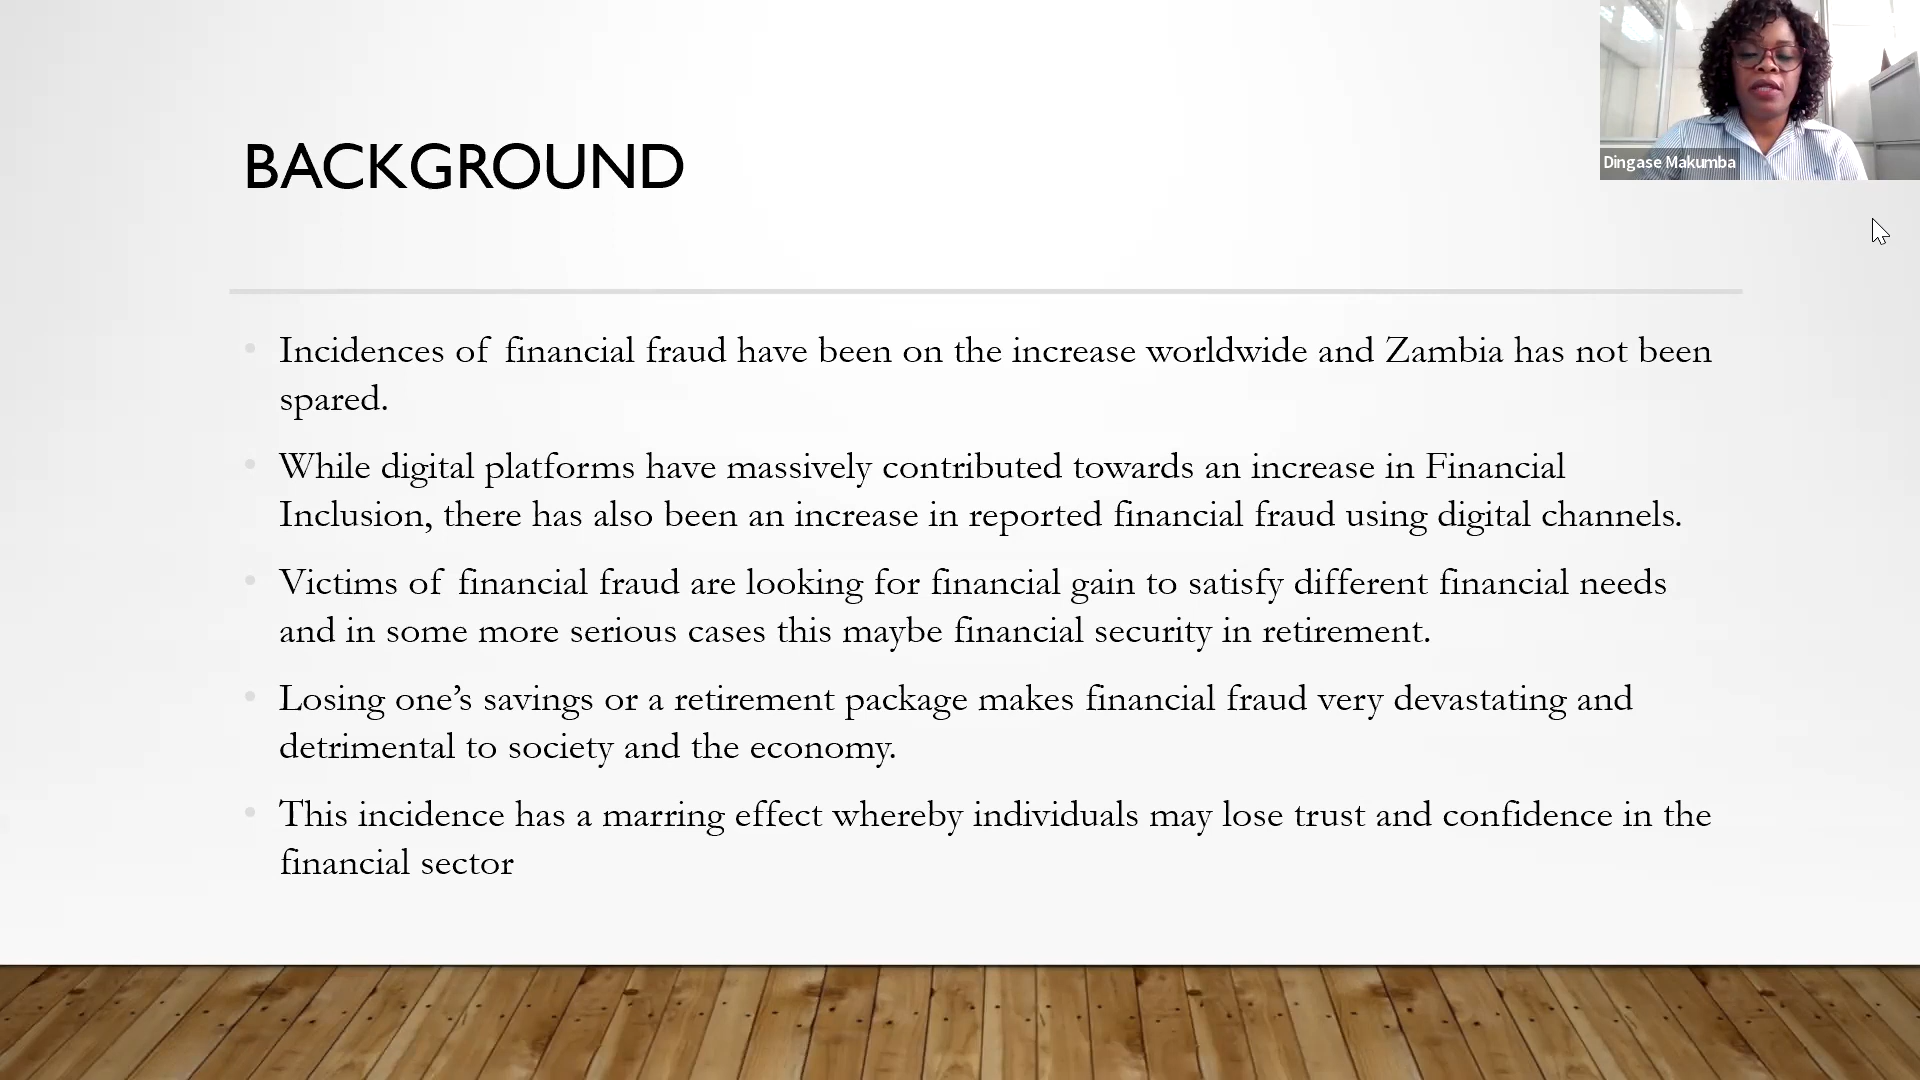 BACKGROUND
Dingase Makumba
• Incidences of financial fraud have been on the increase worldwide and Zambia has not been
spared.
• While digital platforms have massively contributed towards an increase in Financial
Inclusion, there has also been an increase in reported financial fraud using digital channels.
• Victims of financial fraud are looking for financial gain to satisfy different financial needs
and in some more serious cases this maybe financial security in retirement.
• Losing one’s savings or a retirement package makes financial fraud very devastating and
detrimental to society and the economy.
• This incidence has a marring effect whereby individuals may lose trust and confidence in the
financial sector